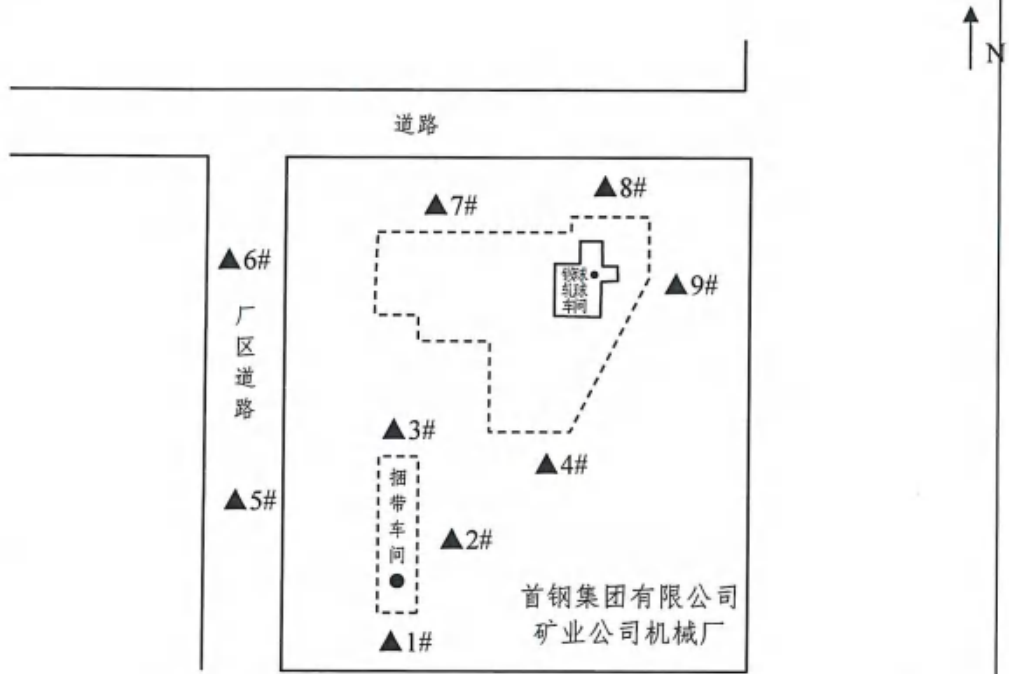 N
道路
▲8#
▲7#
▲6#
▲9#
钢球
轧球
车间
厂区道路
▲3#
▲4#
捆带车间
▲5#
▲2#
首钢集团有限公司
矿业公司机械厂
▲1#